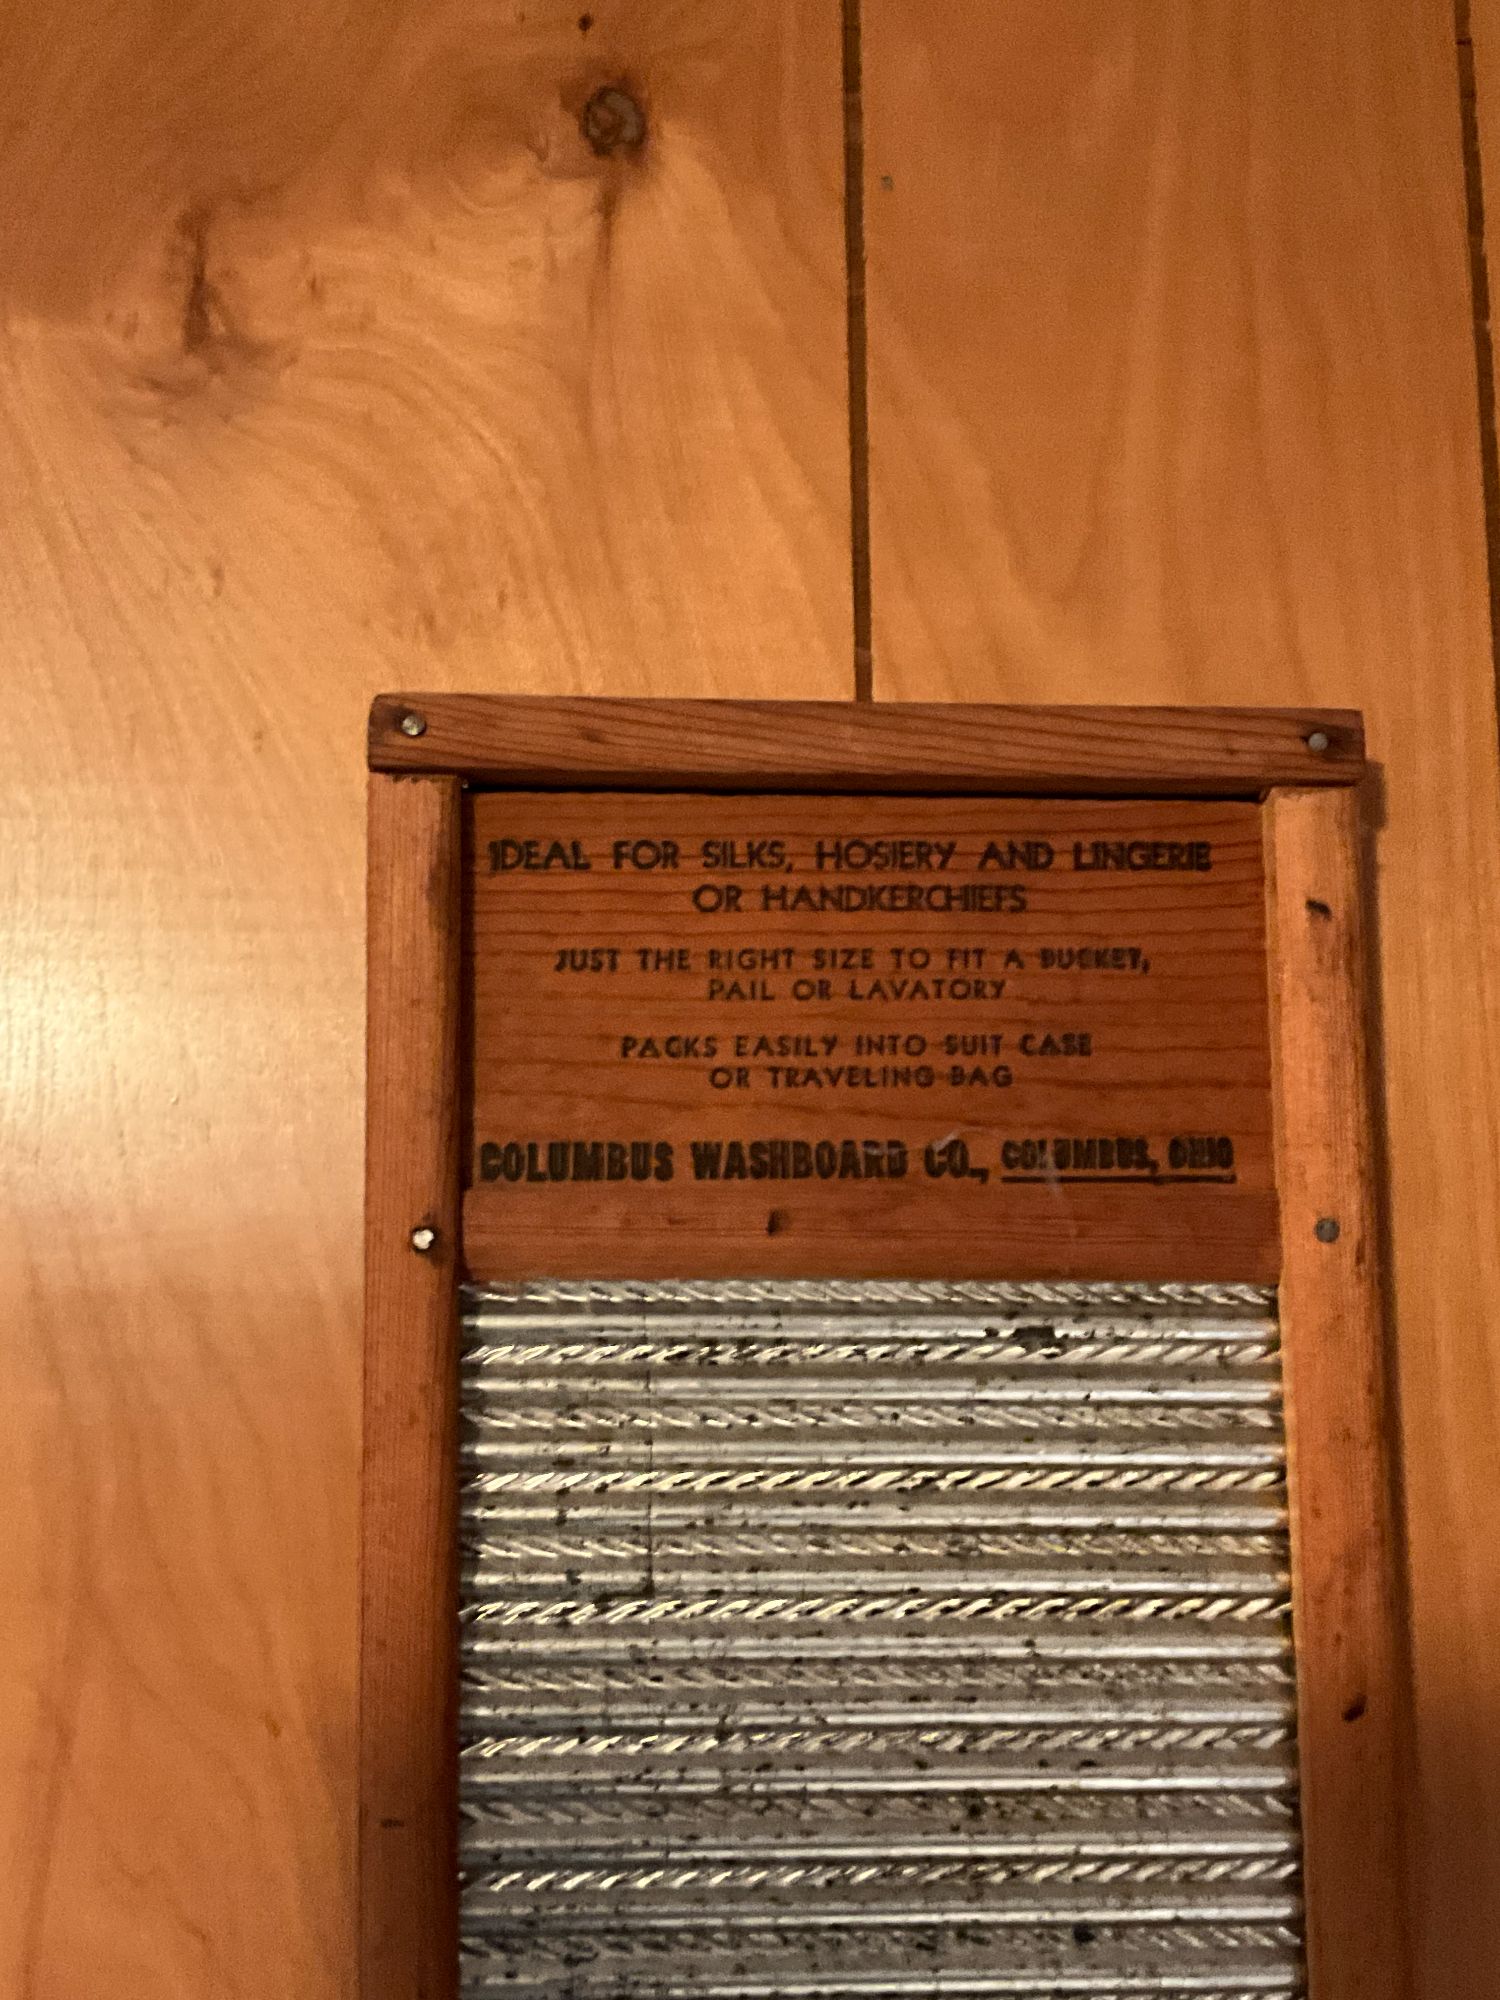 IDEAL FOR SILKS, HOSIERY AND LINGERIE
OR HANDKERCHIEFS
JUST THE RIGHT SIZE TO FIT A BUCKET,
PAIL OR LAVATORY
PACKS EASILY INTO SUIT CASE
OR TRAVELING BAG
COLUMBUS WASHBOARD CO., COLUMBUS, OHIO